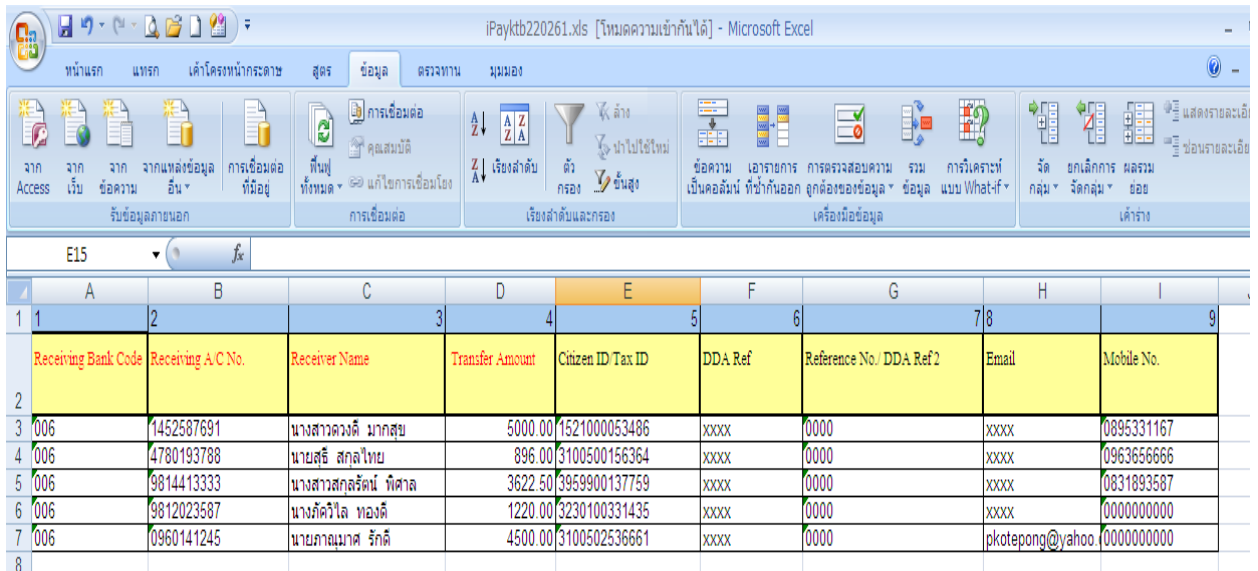 iPayktb220261.xls [โหมดความเข้ากันได้] - Microsoft Excel
หน้าแรก แทรก เค้าโครงหน้ากระดาษ สูตร ข้อมูล ตรวจทาน มุมมอง
จาก Access
จาก เว็บ
จาก ข้อความ
จากแหล่งข้อมูล อื่น
การเชื่อมต่อ ที่มีอยู่
รับข้อมูลภายนอก
ฟื้นฟู ทั้งหมด
การเชื่อมต่อ
คุณสมบัติ
แก้ไขการเชื่อมโยง
การเชื่อมต่อ
เรียงลำดับ
ตัว กรอง
ล้าง
นำไปใช้ใหม่
ขั้นสูง
เรียงลำดับและกรอง
ข้อความ เป็นคอลัมน์
เอารายการ ที่ซ้ำกันออก
การตรวจสอบความ ถูกต้องของข้อมูล
รวม ข้อมูล
การวิเคราะห์ แบบ What-if
เครื่องมือข้อมูล
จัด กลุ่ม
ยกเลิกการ จัดกลุ่ม
ผลรวม ย่อย
แสดงรายละเอี
ซ่อนรายละเอีย
เค้าร่าง
E15 fx
A B C D E F G H I
1 1 2 3 4 5 6 7 8 9
2 Receiving Bank Code Receiving A/C No. Receiver Name Transfer Amount Citizen ID/Tax ID DDA Ref Reference No./ DDA Ref 2 Email Mobile No.
3 006 1452587691 นางสาวดวงดี มากสุข 5000.00 1521000053486 xxxx 0000 xxxx 0895331167
4 006 4780193788 นายสุธี สกุลไทย 896.00 3100500156364 xxxx 0000 xxxx 0963656666
5 006 9814413333 นางสาวสกุลรัตน์ พิศาล 3622.50 3959900137759 xxxx 0000 xxxx 0831893587
6 006 9812023587 นางภัควิไล ทองดี 1220.00 3230100331435 xxxx 0000 xxxx 0000000000
7 006 0960141245 นายภาณุมาศ รักดี 4500.00 3100502536661 xxxx 0000 pkotepong@yahoo. 0000000000
8